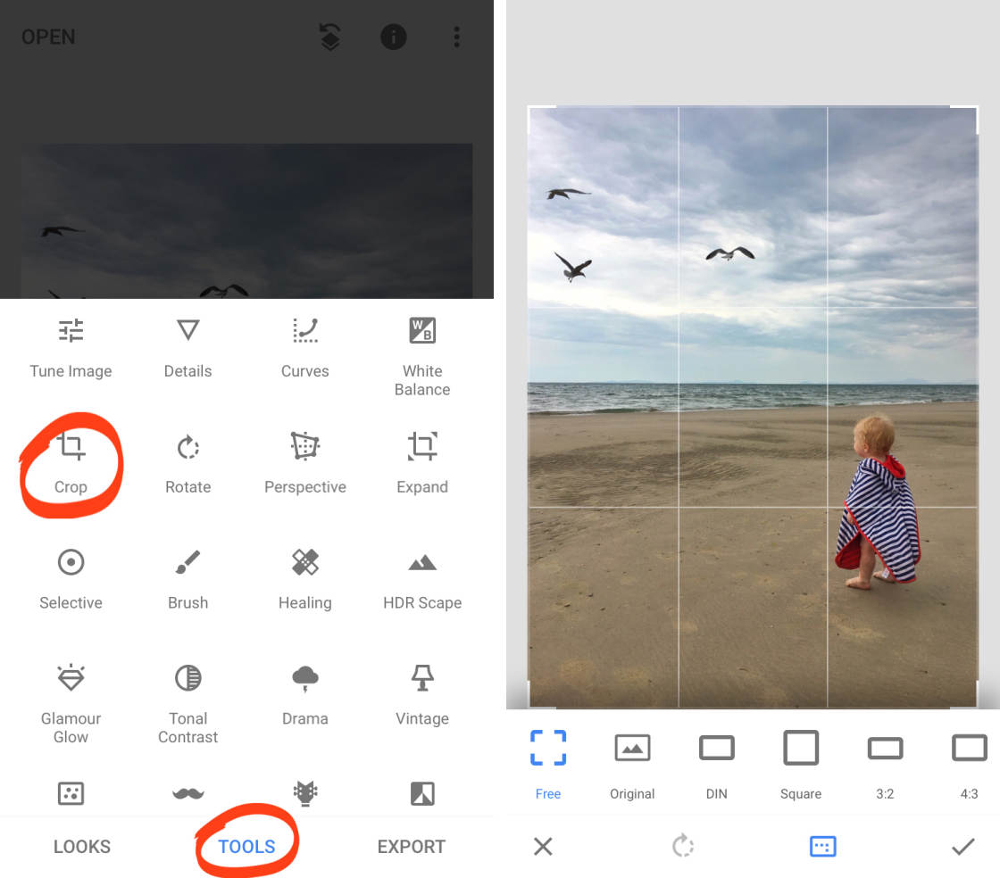 OPEN
Tune Image
Details
Curves
White
Balance
Crop
Rotate
Perspective
Expand
Selective
Brush
Healing
HDR Scape
Glamour
Glow
Tonal
Contrast
Drama
Vintage
LOOKS
TOOLS
EXPORT
Free
Original
DIN
Square
3:2
4:3